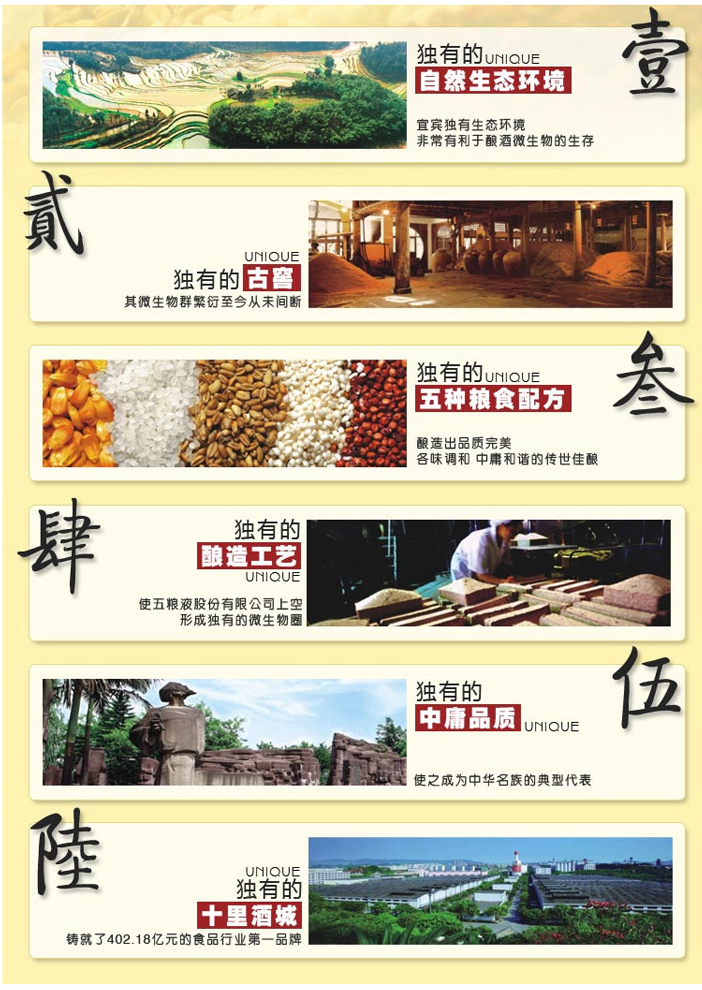 壹
独有的UNIQUE
自然生态环境
宜宾独有生态环境
非常有利于酿酒微生物的生存
貳
UNIQUE
独有的古窖
其微生物群繁衍至今从未间断
叁
独有的UNIQUE
五种粮食配方
酿造出品质完美
各味调和 中庸和谐的传世佳酿
肆
独有的
酿造工艺
UNIQUE
使五粮液股份有限公司上空
形成独有的微生物圈
伍
独有的
中庸品质UNIQUE
使之成为中华名族的典型代表
陸
UNIQUE
独有的
十里酒城
铸就了402.18亿元的食品行业第一品牌